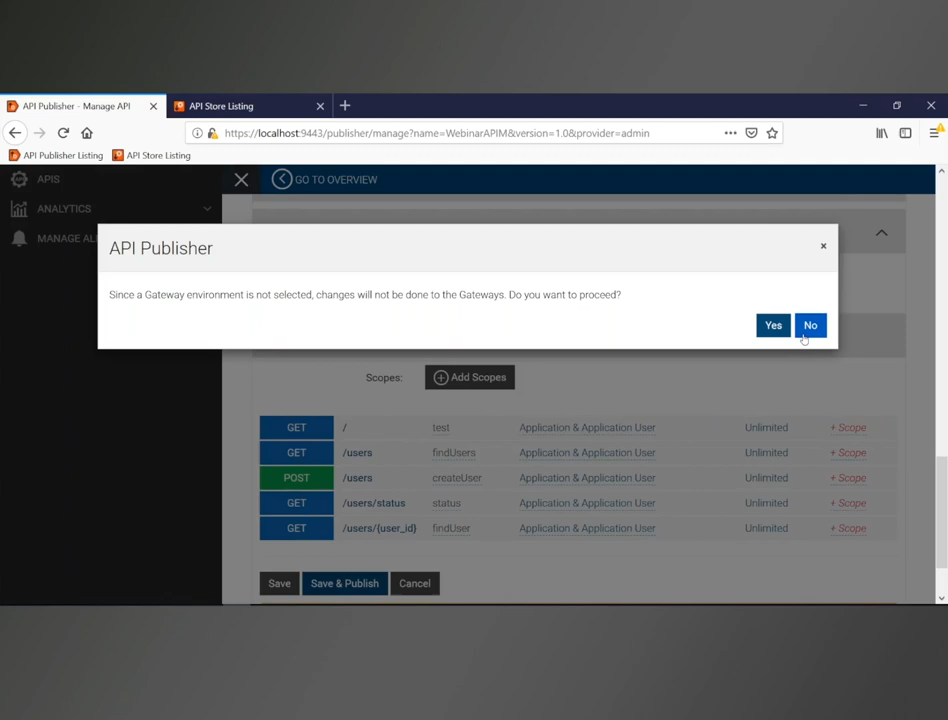 API Publisher - Manage API
API Store Listing
https://localhost:9443/publisher/manage?name=WebinarAPIM&version=1.0&provider=admin
API Publisher Listing
API Store Listing
APIS
GO TO OVERVIEW
ANALYTICS
MANAGE AL
API Publisher
Since a Gateway environment is not selected, changes will not be done to the Gateways. Do you want to proceed?
Yes
No
Scopes:
Add Scopes
GET / test Application & Application User Unlimited + Scope
GET /users findUsers Application & Application User Unlimited + Scope
POST /users createUser Application & Application User Unlimited + Scope
GET /users/status status Application & Application User Unlimited + Scope
GET /users/{user_id} findUser Application & Application User Unlimited + Scope
Save
Save & Publish
Cancel